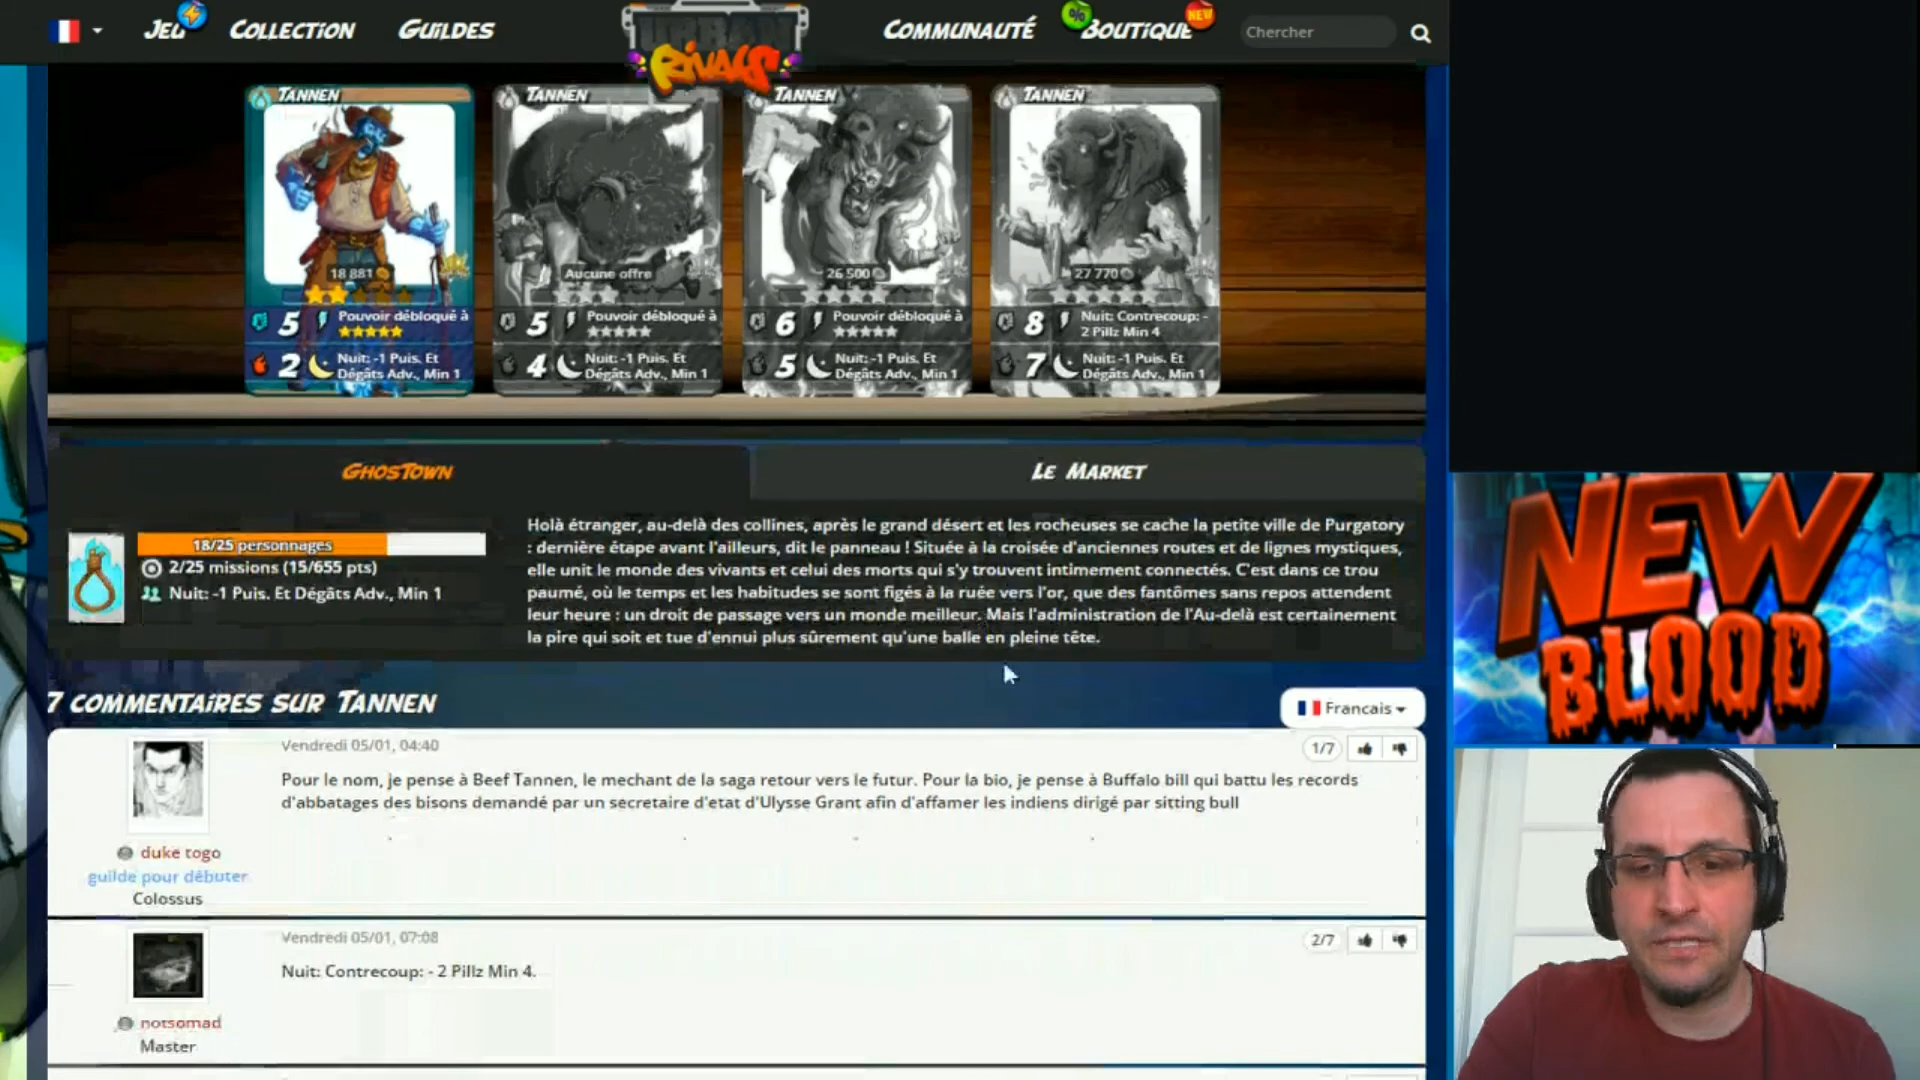 JEU
COLLECTION
GUILDES
URBAN
RIVALS
COMMUNAUTÉ
%
BOUTIQUE
NEW
Chercher
TANNEN
18 881
5
Pouvoir débloqué à
2
Nuit: -1 Puis. Et
Dégâts Adv., Min 1
TANNEN
Aucune offre
5
Pouvoir débloqué à
4
Nuit: -1 Puis. Et
Dégâts Adv., Min 1
TANNEN
26 500
6
Pouvoir débloqué à
5
Nuit: -1 Puis. Et
Dégâts Adv., Min 1
TANNEN
27 770
8
Nuit: Contrecoup: -
2 Pillz Min 4
7
Nuit: -1 Puis. Et
Dégâts Adv., Min 1
GHOSTOWN
LE MARKET
18/25 personnages
2/25 missions (15/655 pts)
Nuit: -1 Puis. Et Dégâts Adv., Min 1
Holà étranger, au-delà des collines, après le grand désert et les rocheuses se cache la petite ville de Purgatory
: dernière étape avant l'ailleurs, dit le panneau ! Située à la croisée d'anciennes routes et de lignes mystiques,
elle unit le monde des vivants et celui des morts qui s'y trouvent intimement connectés. C'est dans ce trou
paumé, où le temps et les habitudes se sont figés à la ruée vers l'or, que des fantômes sans repos attendent
leur heure : un droit de passage vers un monde meilleur. Mais l'administration de l'Au-delà est certainement
la pire qui soit et tue d'ennui plus sûrement qu'une balle en pleine tête.
7 COMMENTAIRES SUR TANNEN
Francais
Vendredi 05/01, 04:40
1/7
Pour le nom, je pense à Beef Tannen, le mechant de la saga retour vers le futur. Pour la bio, je pense à Buffalo bill qui battu les records
d'abbatages des bisons demandé par un secretaire d'etat d'Ulysse Grant afin d'affamer les indiens dirigé par sitting bull
duke togo
guilde pour débuter
Colossus
Vendredi 05/01, 07:08
2/7
Nuit: Contrecoup: - 2 Pillz Min 4.
notsomad
Master
NEW
BLOOD